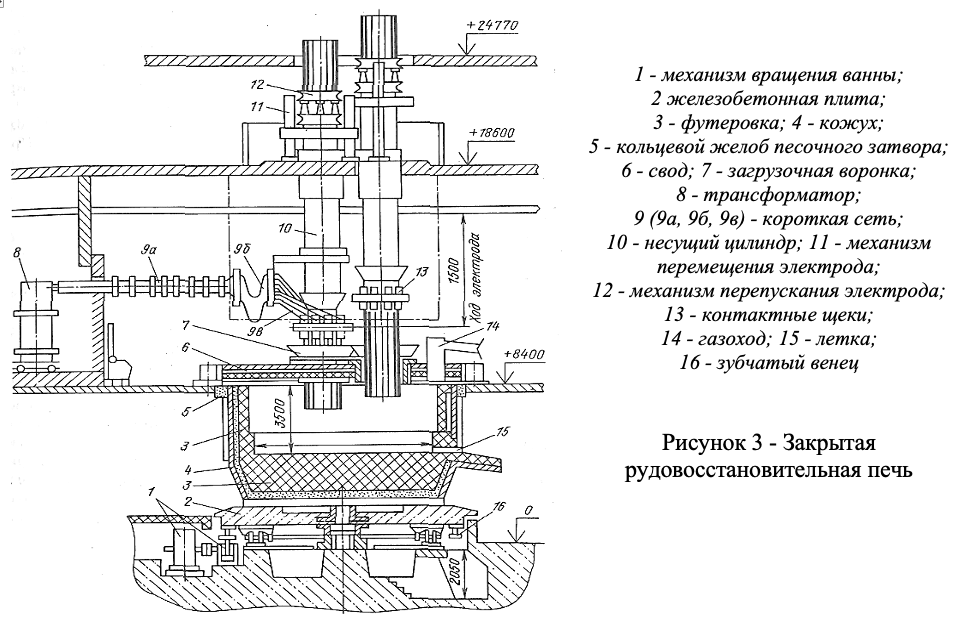 +24770
12
11
+18600
10
8
9а
9б
13
1500
Ход электрода
9в
14
7
6
+8400
5
3500
3
15
4
3
1
2
16
0
2050
1 - механизм вращения ванны;
2 железобетонная плита;
3 - футеровка; 4 - кожух;
5 - кольцевой желоб песочного затвора;
6 - свод; 7 - загрузочная воронка;
8 - трансформатор;
9 (9а, 9б, 9в) - короткая сеть;
10 - несущий цилиндр; 11 - механизм
перемещения электрода;
12 - механизм перепускания электрода;
13 - контактные щеки;
14 - газоход; 15 - летка;
16 - зубчатый венец
Рисунок 3 - Закрытая
рудовосстановительная печь